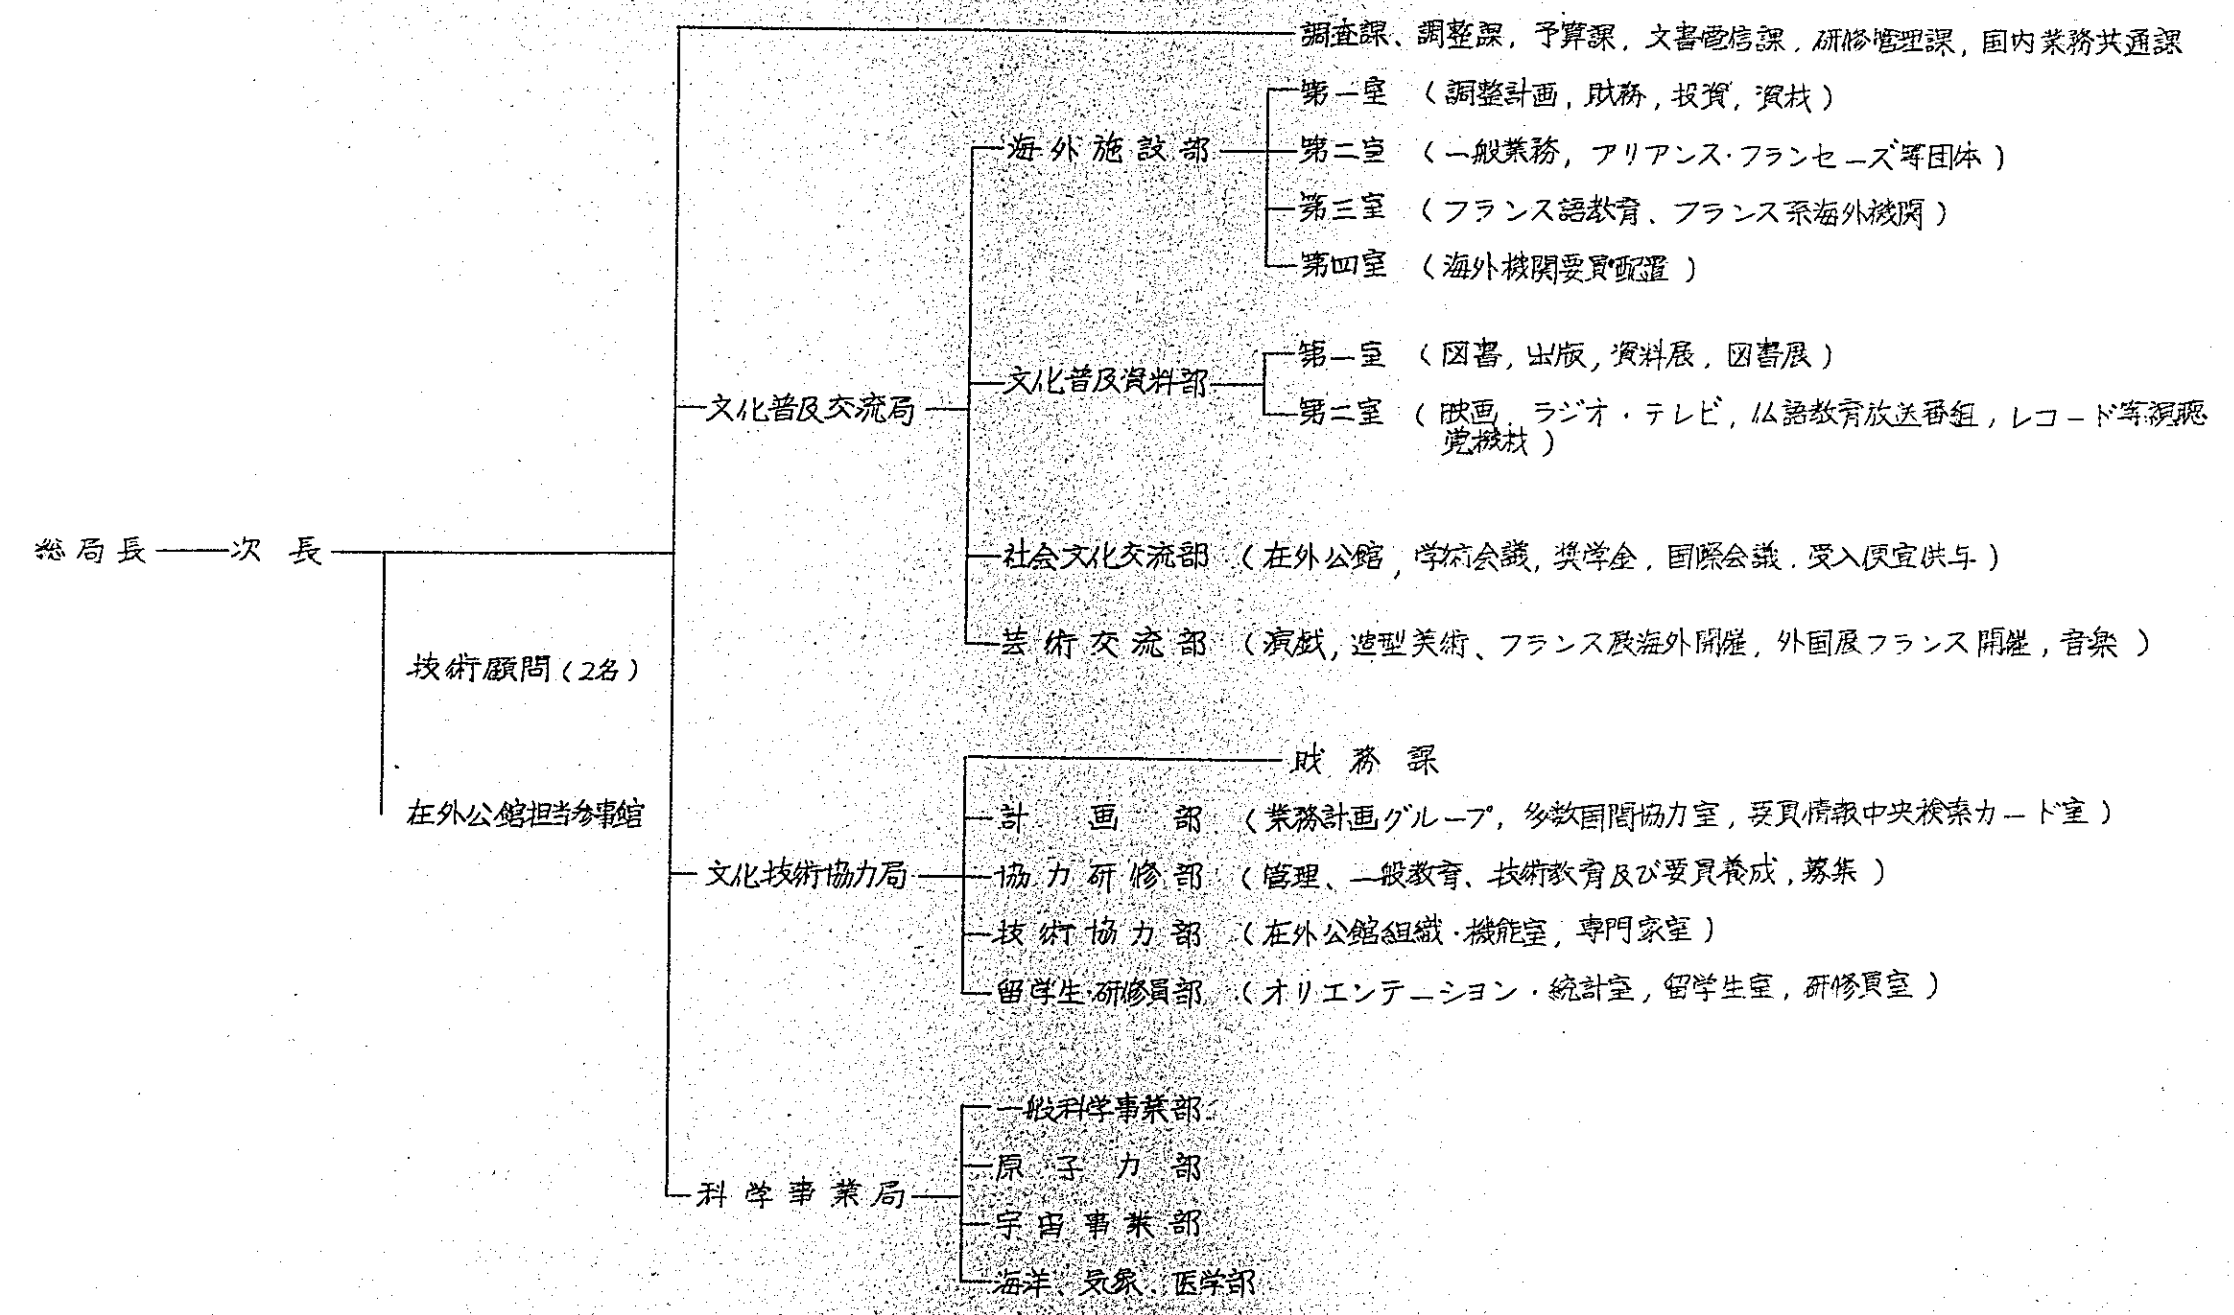 調査課、調整課，予算課，文書電信課，研修管理課，国内業務共通課
第一室 （調整計画，財務，投資，資材）
海外施設部
第二室 （一般業務，アリアンス・フランセーズ等団体）
第三室 （フランス語教育、フランス系海外機関）
第四室 （海外機関要員配置）
第一室 （図書，出版，資料展，図書展）
文化普及資料部
文化普及交流局
第二室 （映画，ラジオ・テレビ，仏語教育放送番組，レコード等視聴
覚機材）
総局長 次長
社会文化交流部 （在外公館，学術会議，奨学金，国際会議，受入便宜供与）
芸術交流部 （演戯，造型美術、フランス展海外開催，外国展フランス開催，音楽）
技術顧問（2名）
財務課
在外公館担当参事館
計画部 （業務計画グループ，多数国間協力室，要員情報中央検索カード室）
文化技術協力局
協力研修部 （管理、一般教育、技術教育及び要員養成，募集）
技術協力部 （在外公館組織・機能室，専門家室）
留学生・研修員部 （オリエンテーション・統計室，留学生室，研修員室）
一般科学事業部
原子力部
科学事業局
宇宙事業部
海洋、気象、医学部